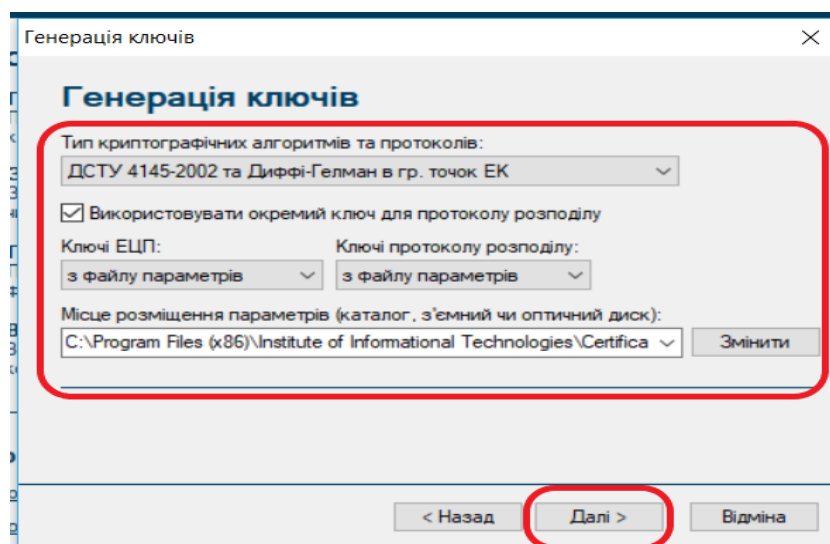 Генерація ключів
Генерація ключів
Тип криптографічних алгоритмів та протоколів:
ДСТУ 4145-2002 та Диффі-Гелман в гр. точок ЕК
Використовувати окремий ключ для протоколу розподілу
Ключі ЕЦП: Ключі протоколу розподілу:
з файлу параметрів з файлу параметрів
Місце розміщення параметрів (каталог, з'ємний чи оптичний диск):
C:\Program Files (x86)\Institute of Informational Technologies\Certifica Змінити
< Назад Далі > Відміна